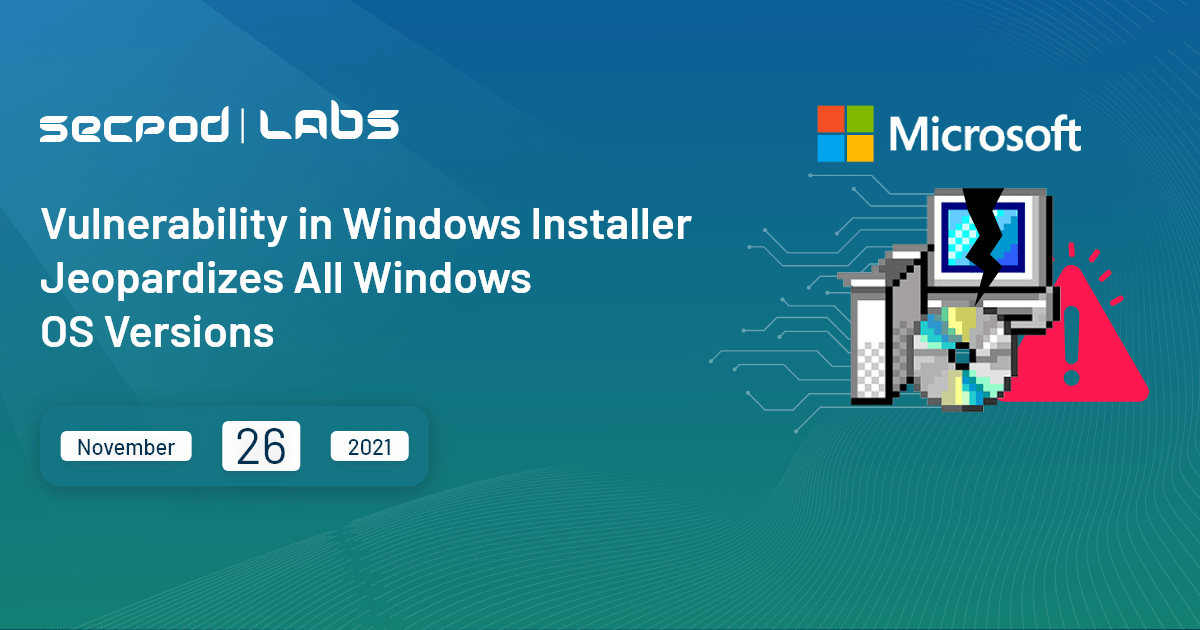 secpod | LABS
Microsoft
Vulnerability in Windows Installer
Jeopardizes All Windows
OS Versions
November 26 2021